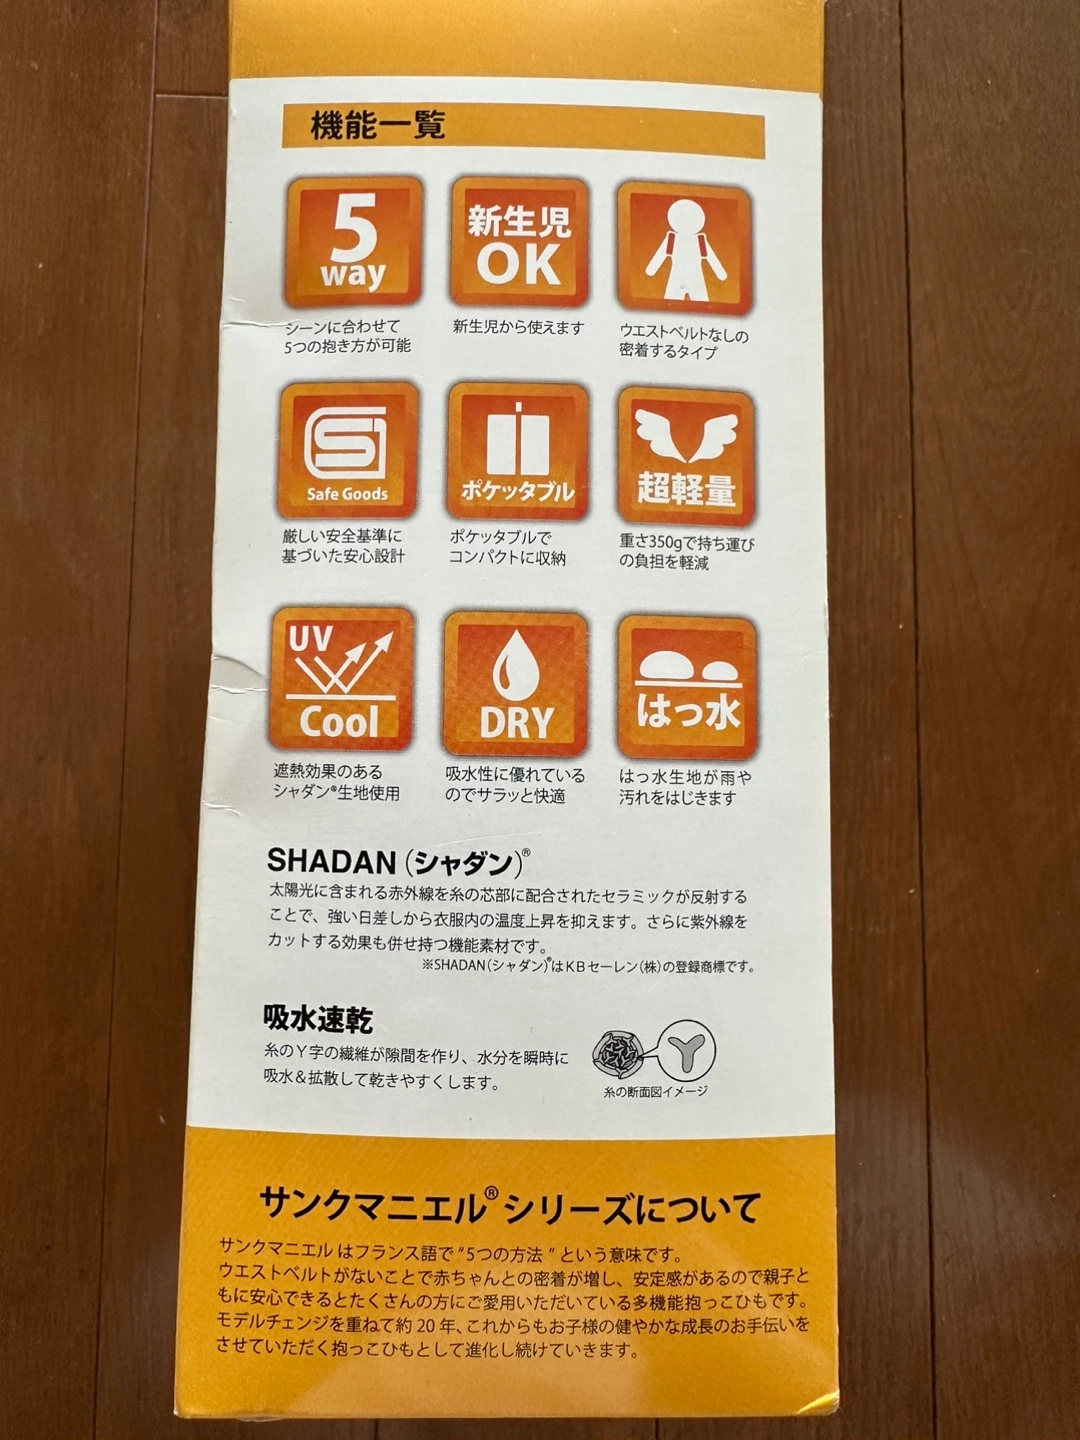 機能一覧
5
way
シーンに合わせて
5つの抱き方が可能
新生児
OK
新生児から使えます
ウエストベルトなしの
密着するタイプ
S
Safe Goods
厳しい安全基準に
基づいた安心設計
ポケッタブル
ポケッタブルで
コンパクトに収納
超軽量
重さ350gで持ち運び
の負担を軽減
UV
Cool
遮熱効果のある
シャダン®生地使用
DRY
吸水性に優れている
のでサラッと快適
はっ水
はっ水生地が雨や
汚れをはじきます
SHADAN(シャダン)®
太陽光に含まれる赤外線を糸の芯部に配合されたセラミックが反射する
ことで、強い日差しから衣服内の温度上昇を抑えます。さらに紫外線を
カットする効果も併せ持つ機能素材です。
※SHADAN(シャダン)®はKBセーレン(株)の登録商標です。
吸水速乾
糸のY字の繊維が隙間を作り、水分を瞬時に
吸水&拡散して乾きやすくします。
糸の断面図イメージ
サンクマニエル®シリーズについて
サンクマニエル はフランス語で“5つの方法 ”という意味です。
ウエストベルトがないことで赤ちゃんとの密着が増し、安定感があるので親子と
もに安心できるとたくさんの方にご愛用いただいている多機能抱っこひもです。
モデルチェンジを重ねて約 20 年、これからもお子様の健やかな成長のお手伝いを
させていただく抱っこひもとして進化し続けていきます。